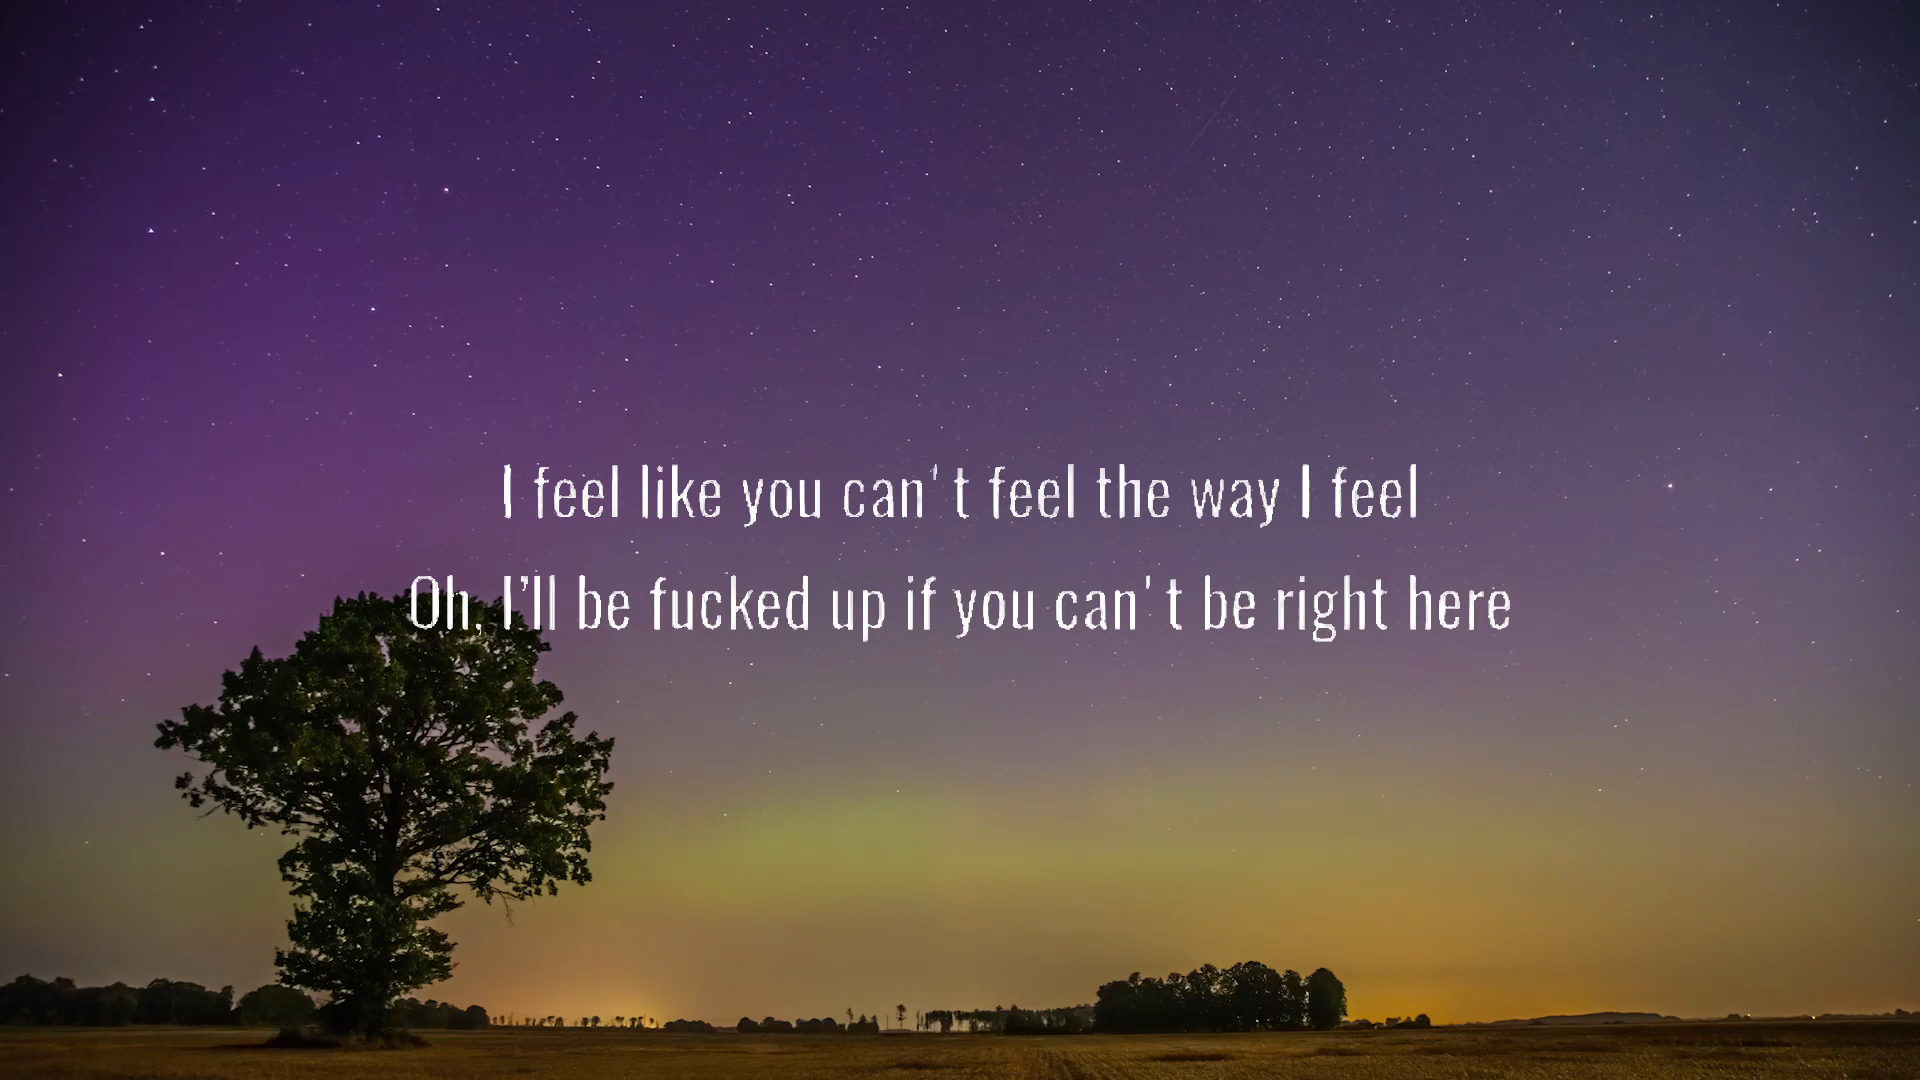 I feel like you can't feel the way I feel
Oh, I’ll be fucked up if you can't be right here